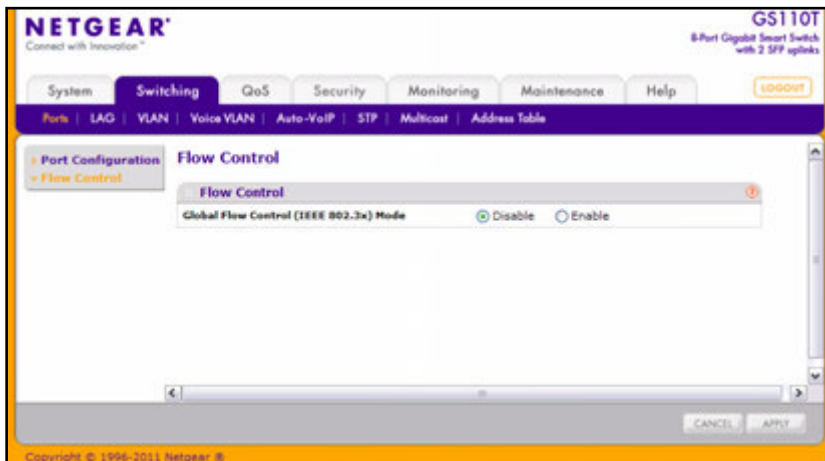 NETGEAR®
Connect with Innovation™
GS110T
8-Port Gigabit Smart Switch
with 2 SFP uplinks
System Switching QoS Security Monitoring Maintenance Help LOGOUT
Ports | LAG | VLAN | Voice VLAN | Auto-VoIP | STP | Multicast | Address Table
Port Configuration
Flow Control
Flow Control
Flow Control ?
Global Flow Control (IEEE 802.3x) Mode Disable Enable
CANCEL APPLY
Copyright © 1996-2011 Netgear ®